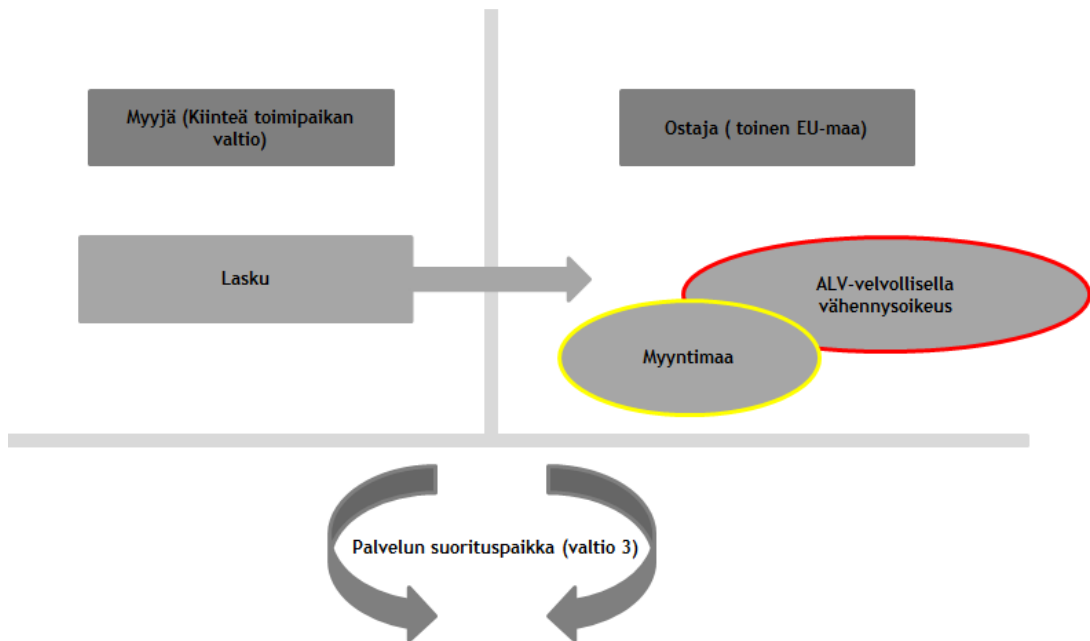 Myyjä (Kiinteä toimipaikan
valtio)
Ostaja ( toinen EU-maa)
Lasku
ALV-velvollisella
vähennysoikeus
Myyntimaa
Palvelun suorituspaikka (valtio 3)